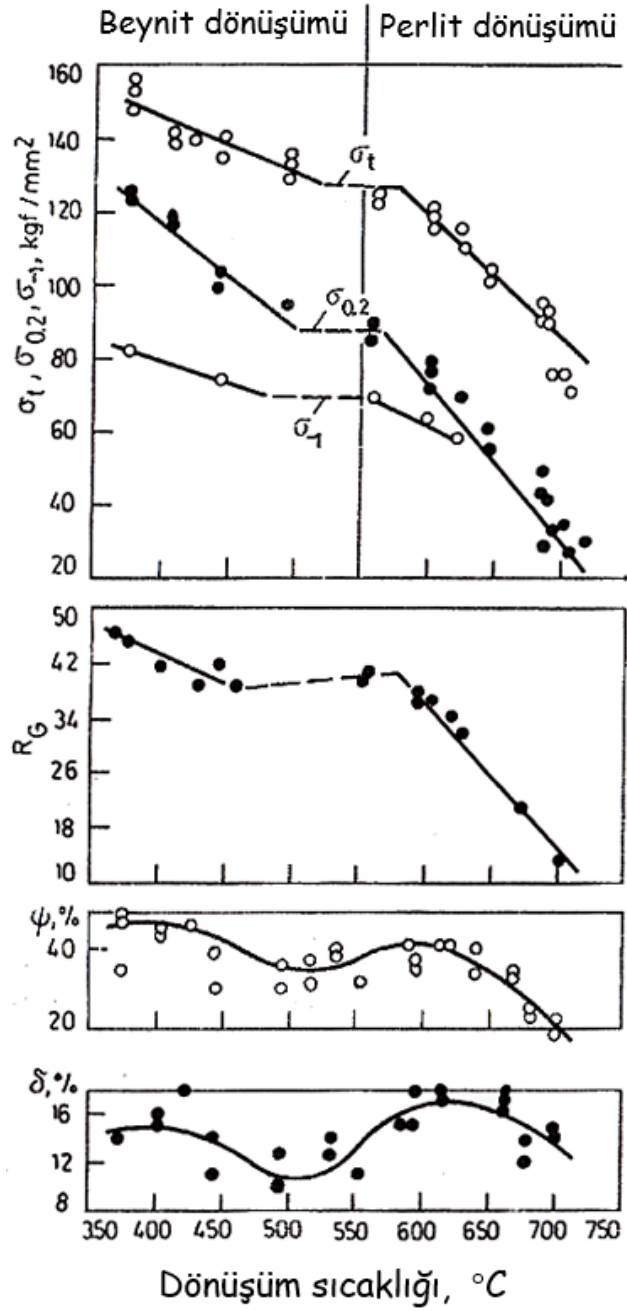 Beynit dönüşümü
Perlit dönüşümü
σt, σ0.2, σ-1, kgf/mm2
160
140
120
100
80
60
40
20
σt
σ0.2
σ-1
RG
50
42
34
26
18
10
ψ,%
40
20
δ,%
16
12
8
350 400 450 500 550 600 650 700 750
Dönüşüm sıcaklığı, °C